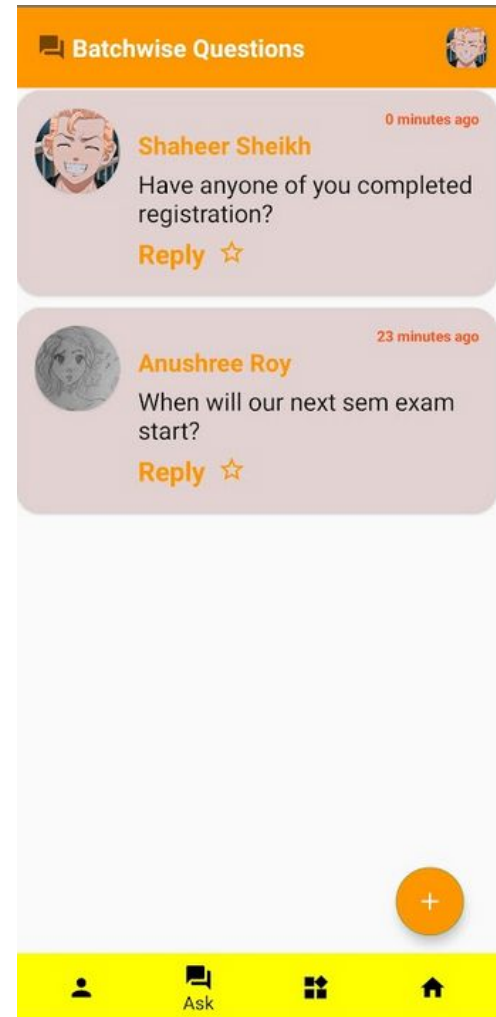 Batchwise Questions
0 minutes ago
Shaheer Sheikh
Have anyone of you completed
registration?
Reply
23 minutes ago
Anushree Roy
When will our next sem exam
start?
Reply
Ask